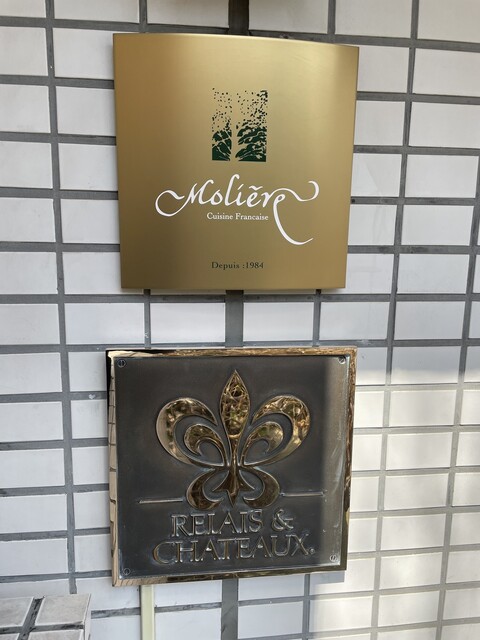 Molière
Cuisine Francaise
Depuis :1984
RELAIS &
CHATEAUX®